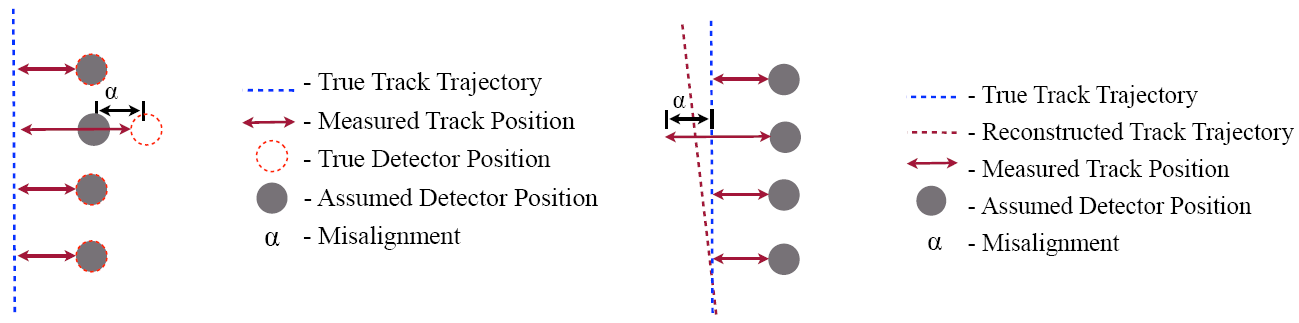 α
- True Track Trajectory
- Measured Track Position
- True Detector Position
- Assumed Detector Position
α - Misalignment
α
- True Track Trajectory
- Reconstructed Track Trajectory
- Measured Track Position
- Assumed Detector Position
α - Misalignment